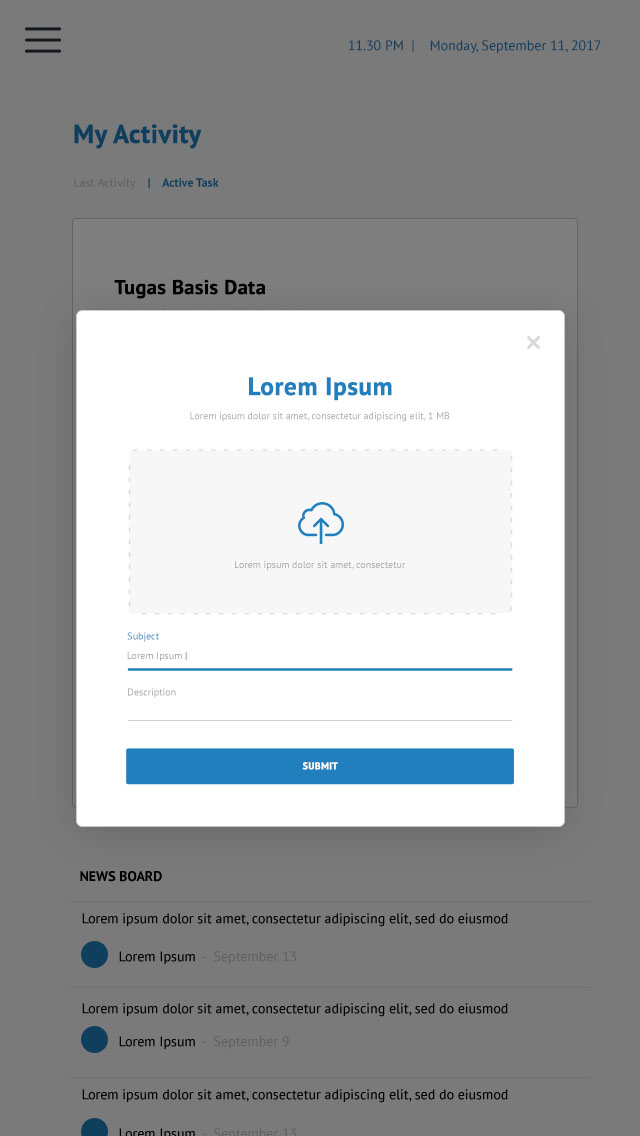 11.30 PM | Monday, September 11, 2017
My Activity
Last Activity | Active Task
Tugas Basis Data
Lorem Ipsum
Lorem ipsum dolor sit amet, consectetur adipiscing elit, 1 MB
Lorem ipsum dolor sit amet, consectetur
Subject
Lorem Ipsum |
Description
SUBMIT
NEWS BOARD
Lorem ipsum dolor sit amet, consectetur adipiscing elit, sed do eiusmod
Lorem Ipsum - September 13
Lorem ipsum dolor sit amet, consectetur adipiscing elit, sed do eiusmod
Lorem Ipsum - September 9
Lorem ipsum dolor sit amet, consectetur adipiscing elit, sed do eiusmod
Lorem Ipsum - September 13